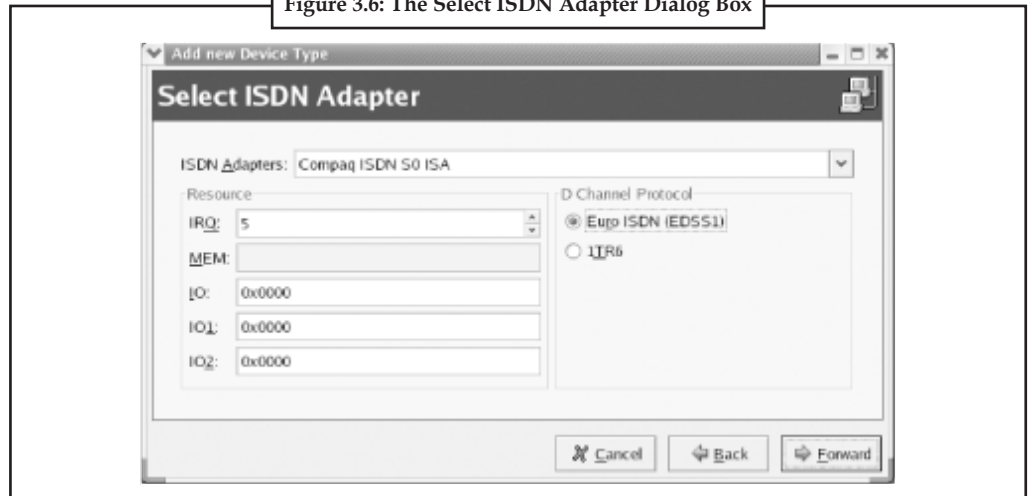 Figure 3.6: The Select ISDN Adapter Dialog Box
Add new Device Type
Select ISDN Adapter
ISDN Adapters: Compaq ISDN S0 ISA
Resource
IRQ: 5
MEM:
IO: 0x0000
IO1: 0x0000
IO2: 0x0000
D Channel Protocol
Euro ISDN (EDSS1)
1TR6
Cancel
Back
Forward